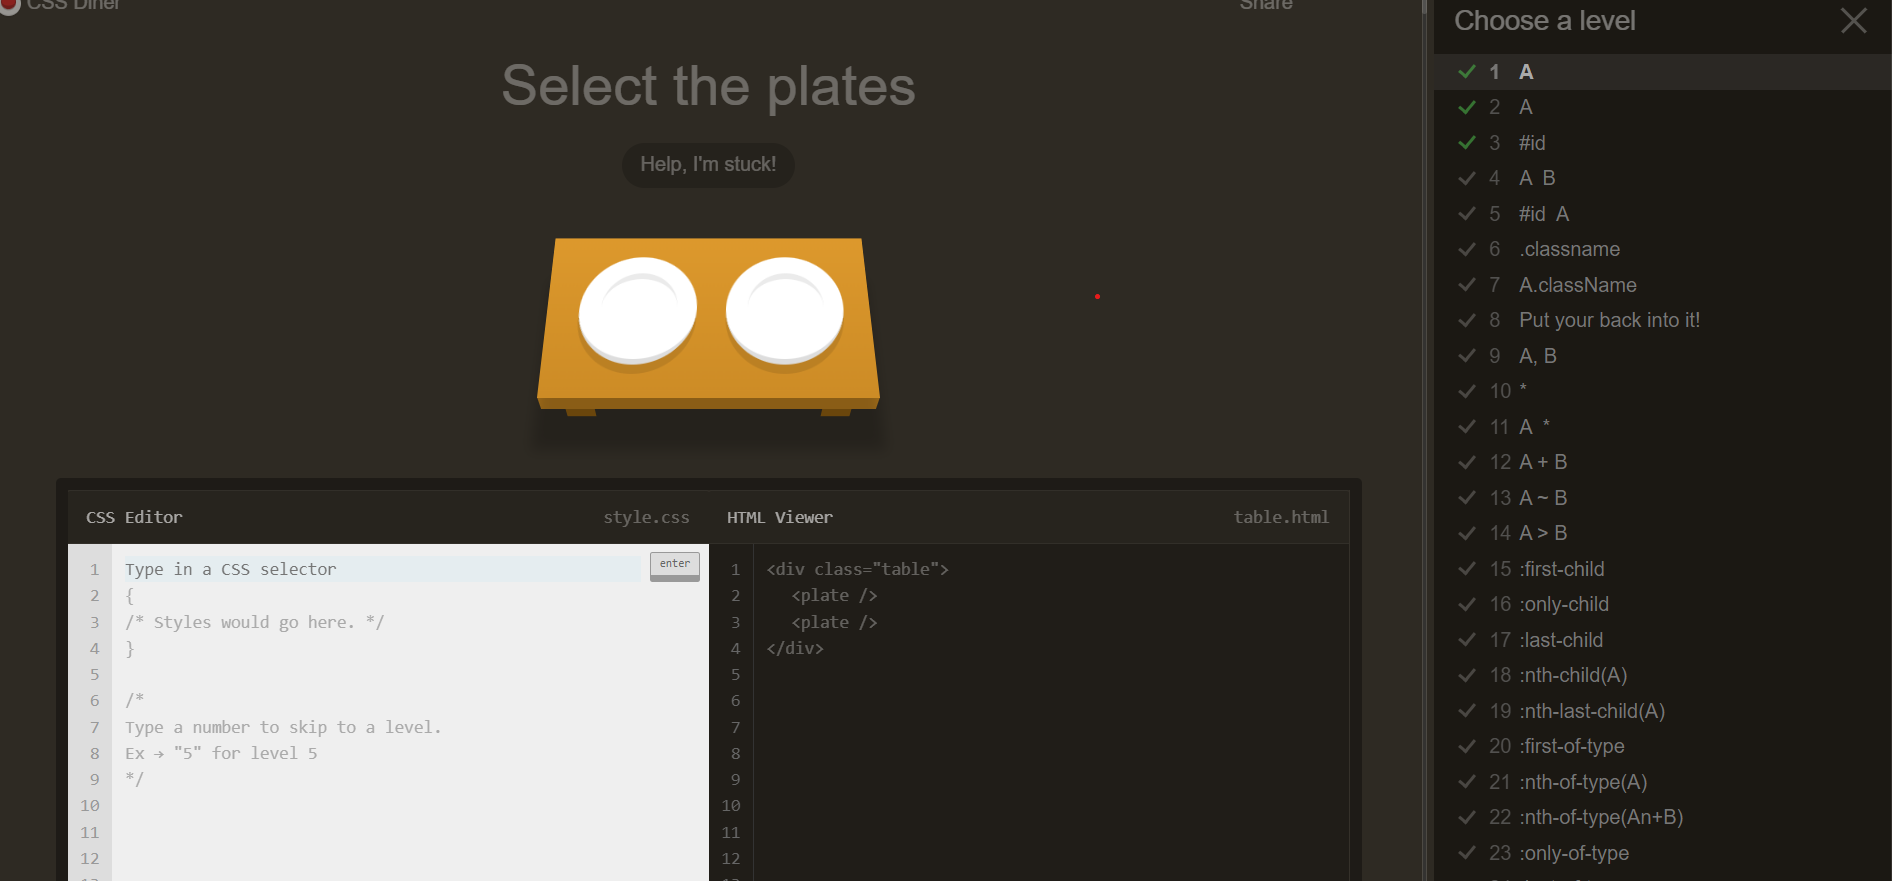 CSS Diner
Share
Select the plates
Help, I'm stuck!
CSS Editor
style.css
1 Type in a CSS selector
enter
2 {
3 /* Styles would go here. */
4 }
5
6 /*
7 Type a number to skip to a level.
8 Ex → "5" for level 5
9 */
10
11
12
HTML Viewer
table.html
1 <div class="table">
2 <plate />
3 <plate />
4 </div>
5
6
7
8
9
10
11
12
Choose a level
1 A
2 A
3 #id
4 A B
5 #id A
6 .classname
7 A.className
8 Put your back into it!
9 A, B
10 *
11 A *
12 A + B
13 A ~ B
14 A > B
15 :first-child
16 :only-child
17 :last-child
18 :nth-child(A)
19 :nth-last-child(A)
20 :first-of-type
21 :nth-of-type(A)
22 :nth-of-type(An+B)
23 :only-of-type